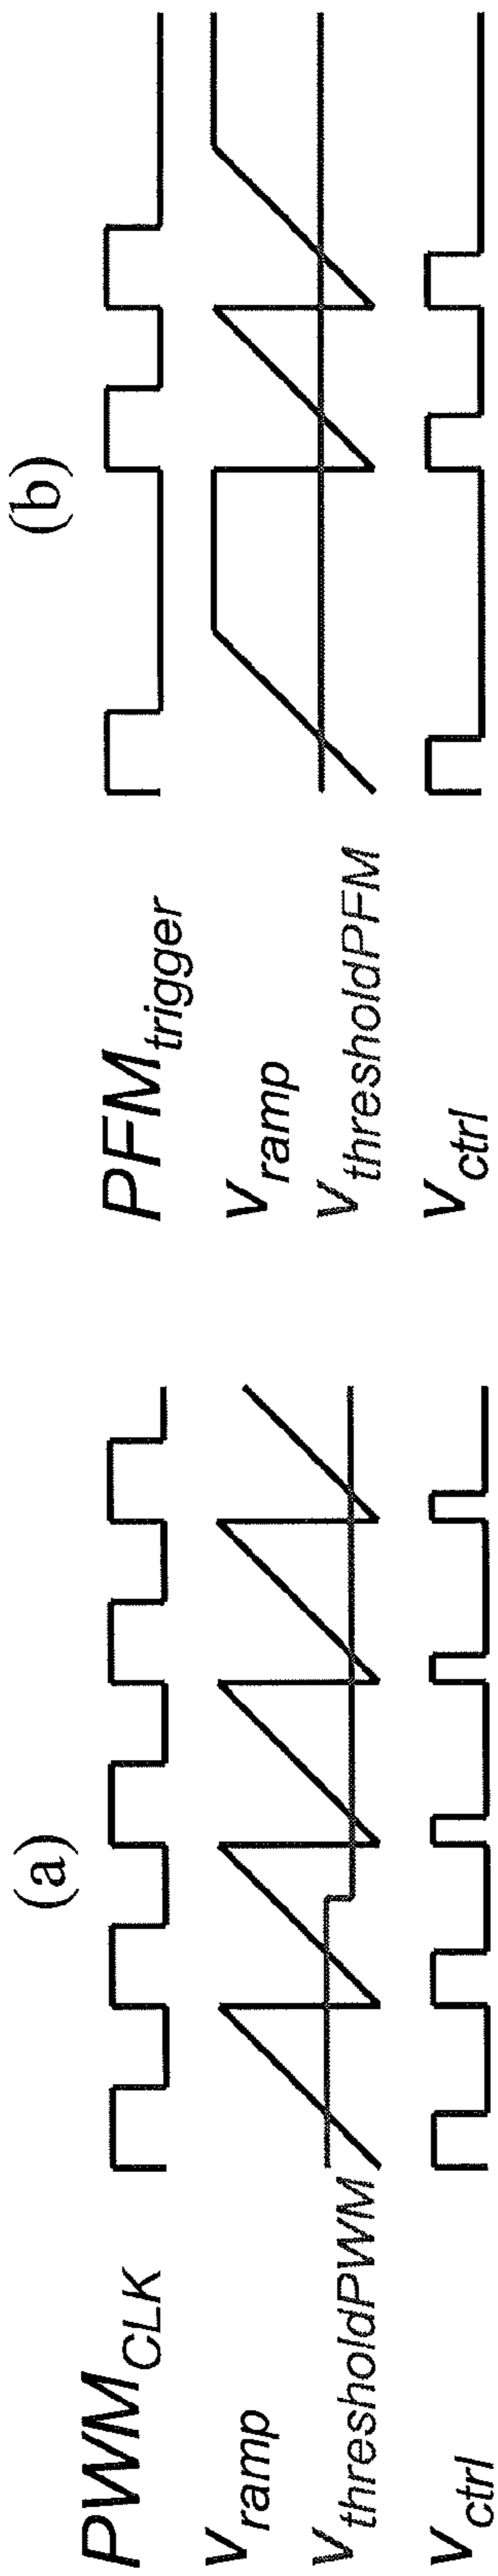 (a)
PWM_CLK
V_ramp
V_thresholdPWM
V_ctrl
(b)
PFM_trigger
V_ramp
V_thresholdPFM
V_ctrl